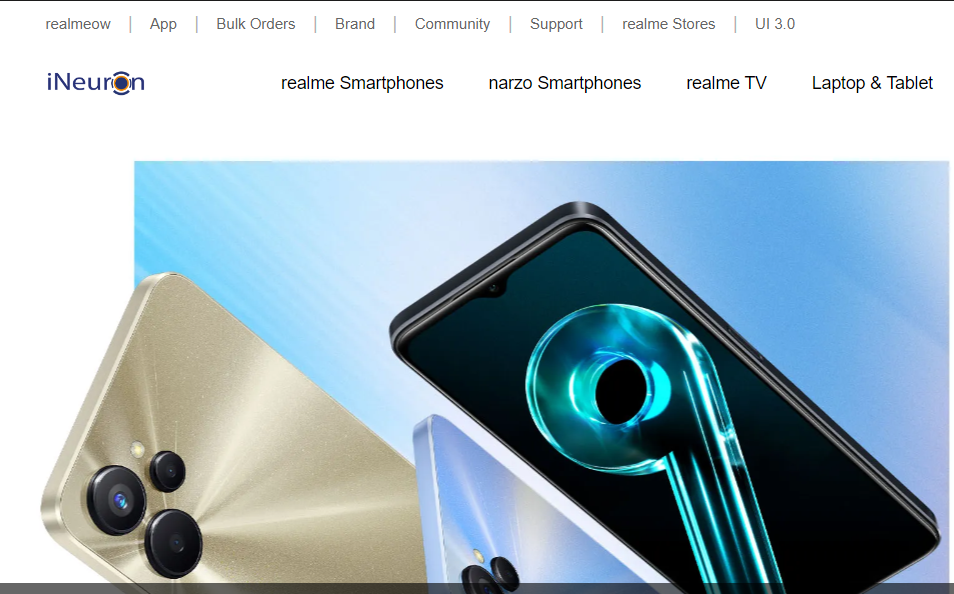 realmeow | App | Bulk Orders | Brand | Community | Support | realme Stores | UI 3.0
iNeuron realme Smartphones narzo Smartphones realme TV Laptop & Tablet